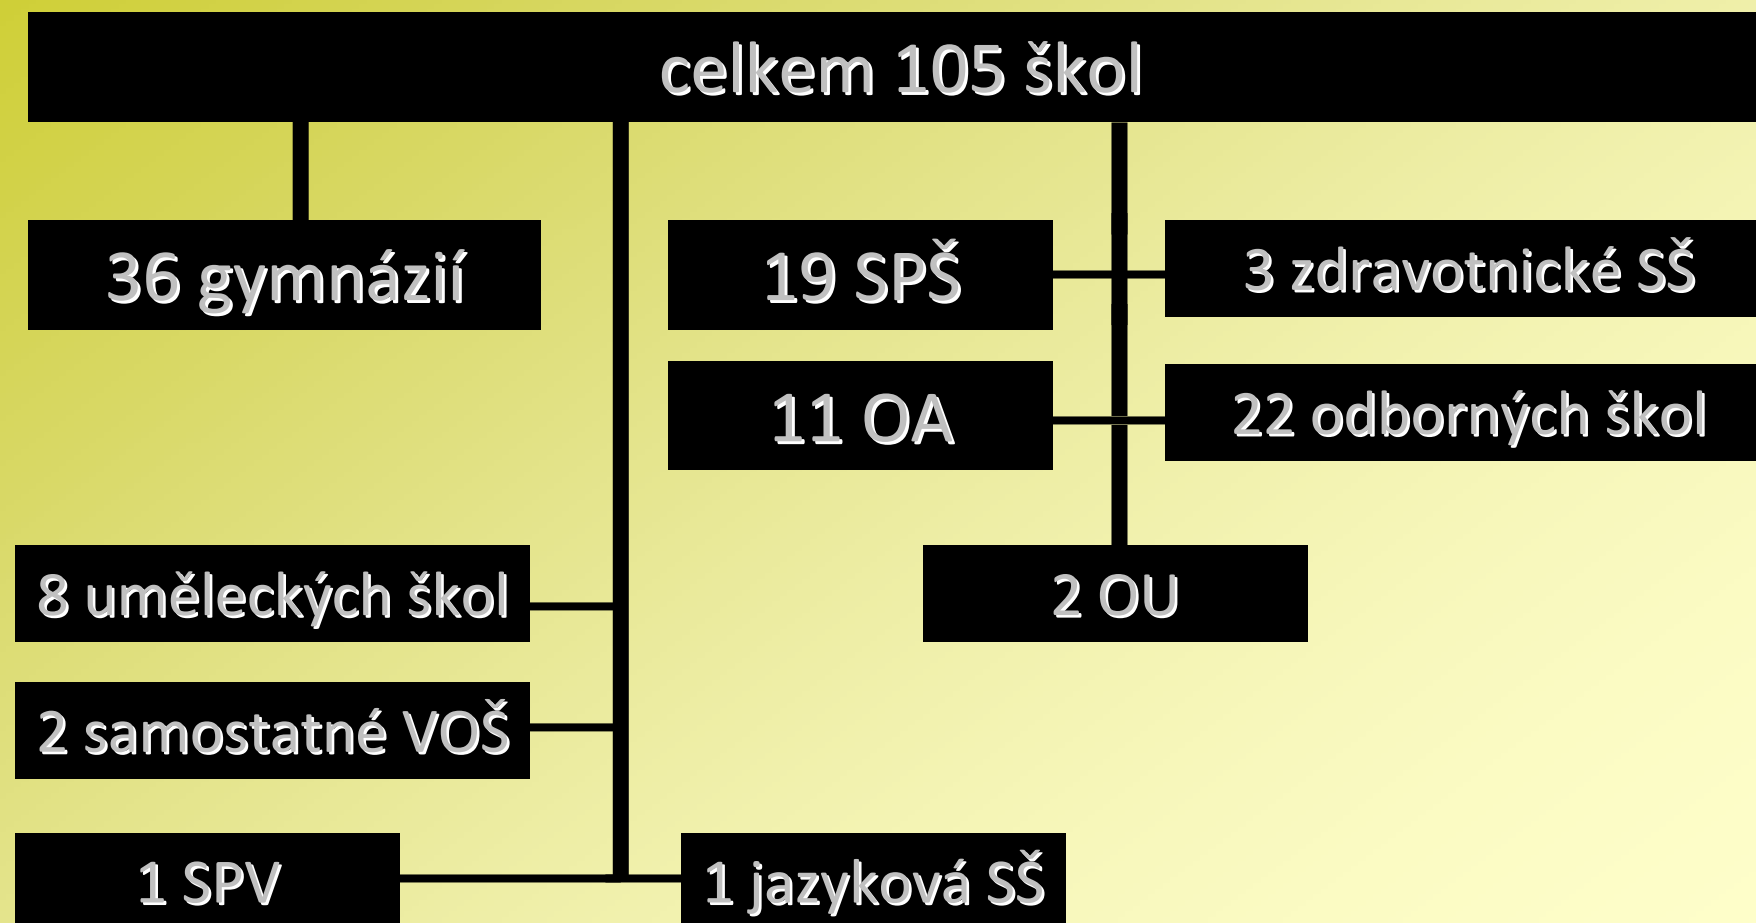 celkem 105 škol
36 gymnázií
19 SPŠ
3 zdravotnické SŠ
11 OA
22 odborných škol
8 uměleckých škol
2 OU
2 samostatné VOŠ
1 SPV
1 jazyková SŠ